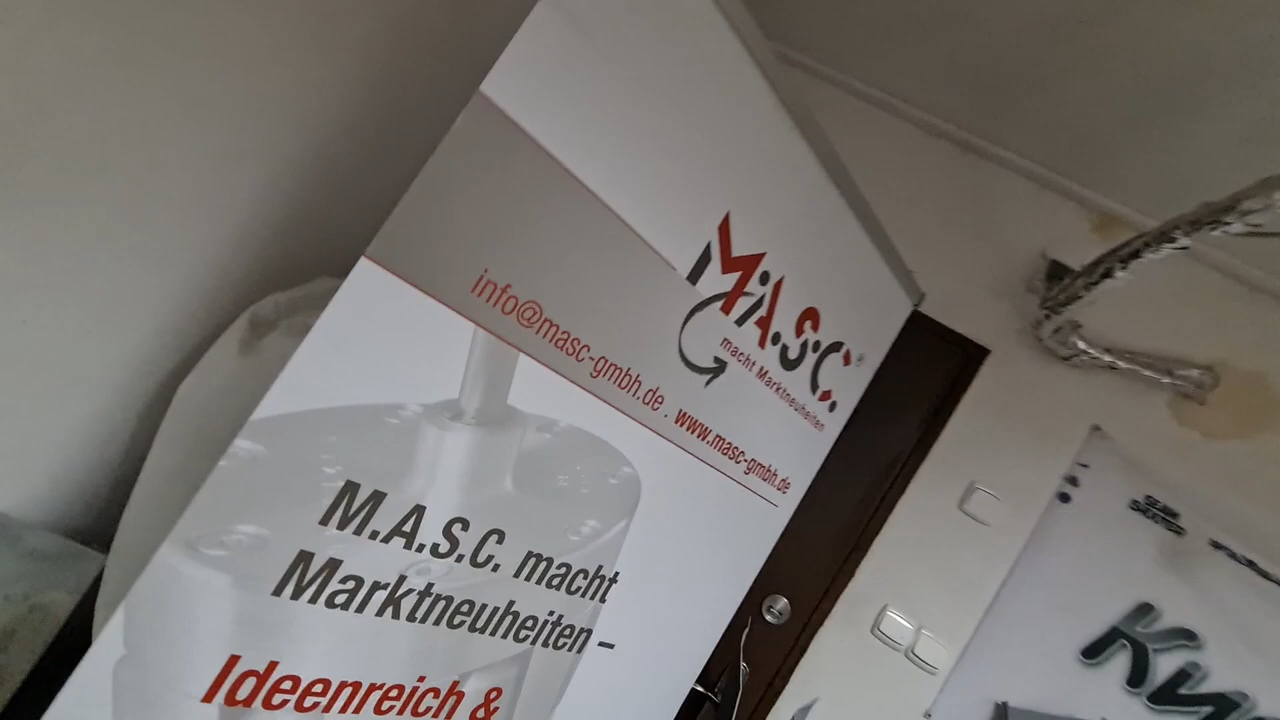 M.A.S.C.®
macht Marktneuheiten
info@masc-gmbh.de . www.masc-gmbh.de
M.A.S.C. macht
Marktneuheiten –
Ideenreich &